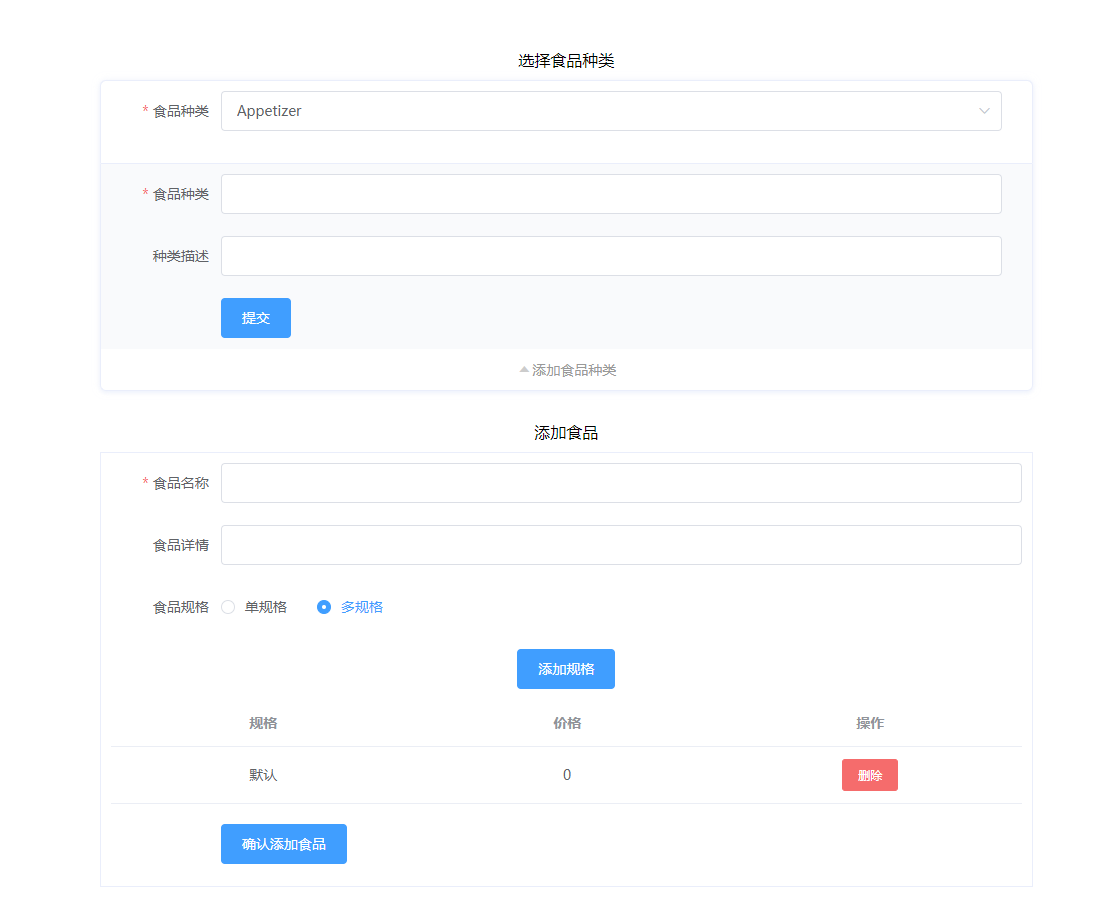 选择食品种类
* 食品种类 Appetizer
* 食品种类
种类描述
提交
添加食品种类
添加食品
* 食品名称
食品详情
食品规格 单规格 多规格
添加规格
规格 价格 操作
默认 0 删除
确认添加食品